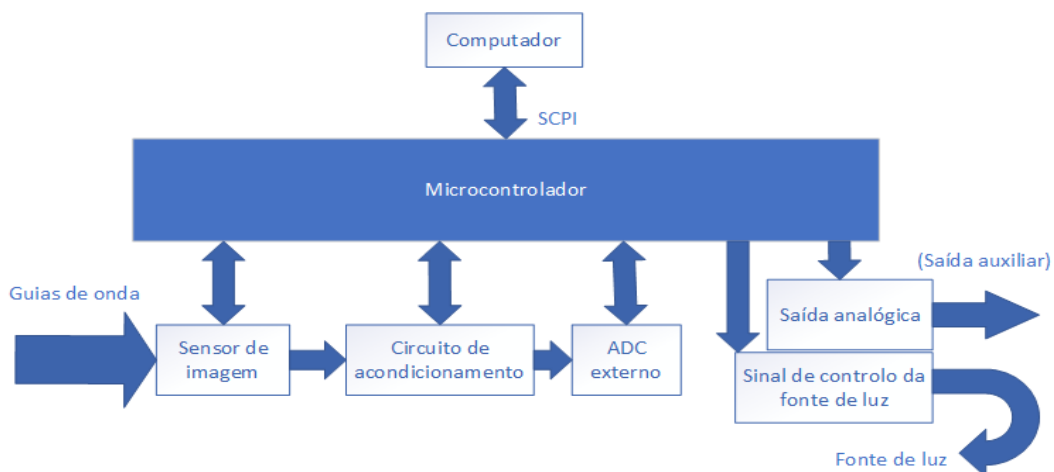 Computador
SCPI
Microcontrolador
(Saída auxiliar)
Guias de onda
Sensor de
imagem
Circuito de
acondicionamento
ADC
externo
Saída analógica
Sinal de controlo da
fonte de luz
Fonte de luz